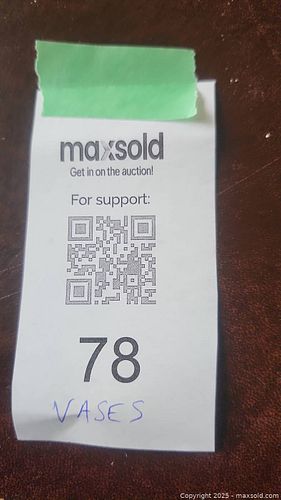 maxsold
Get in on the auction!
For support:
78
VASES
Copyright 2025 - maxsold.com